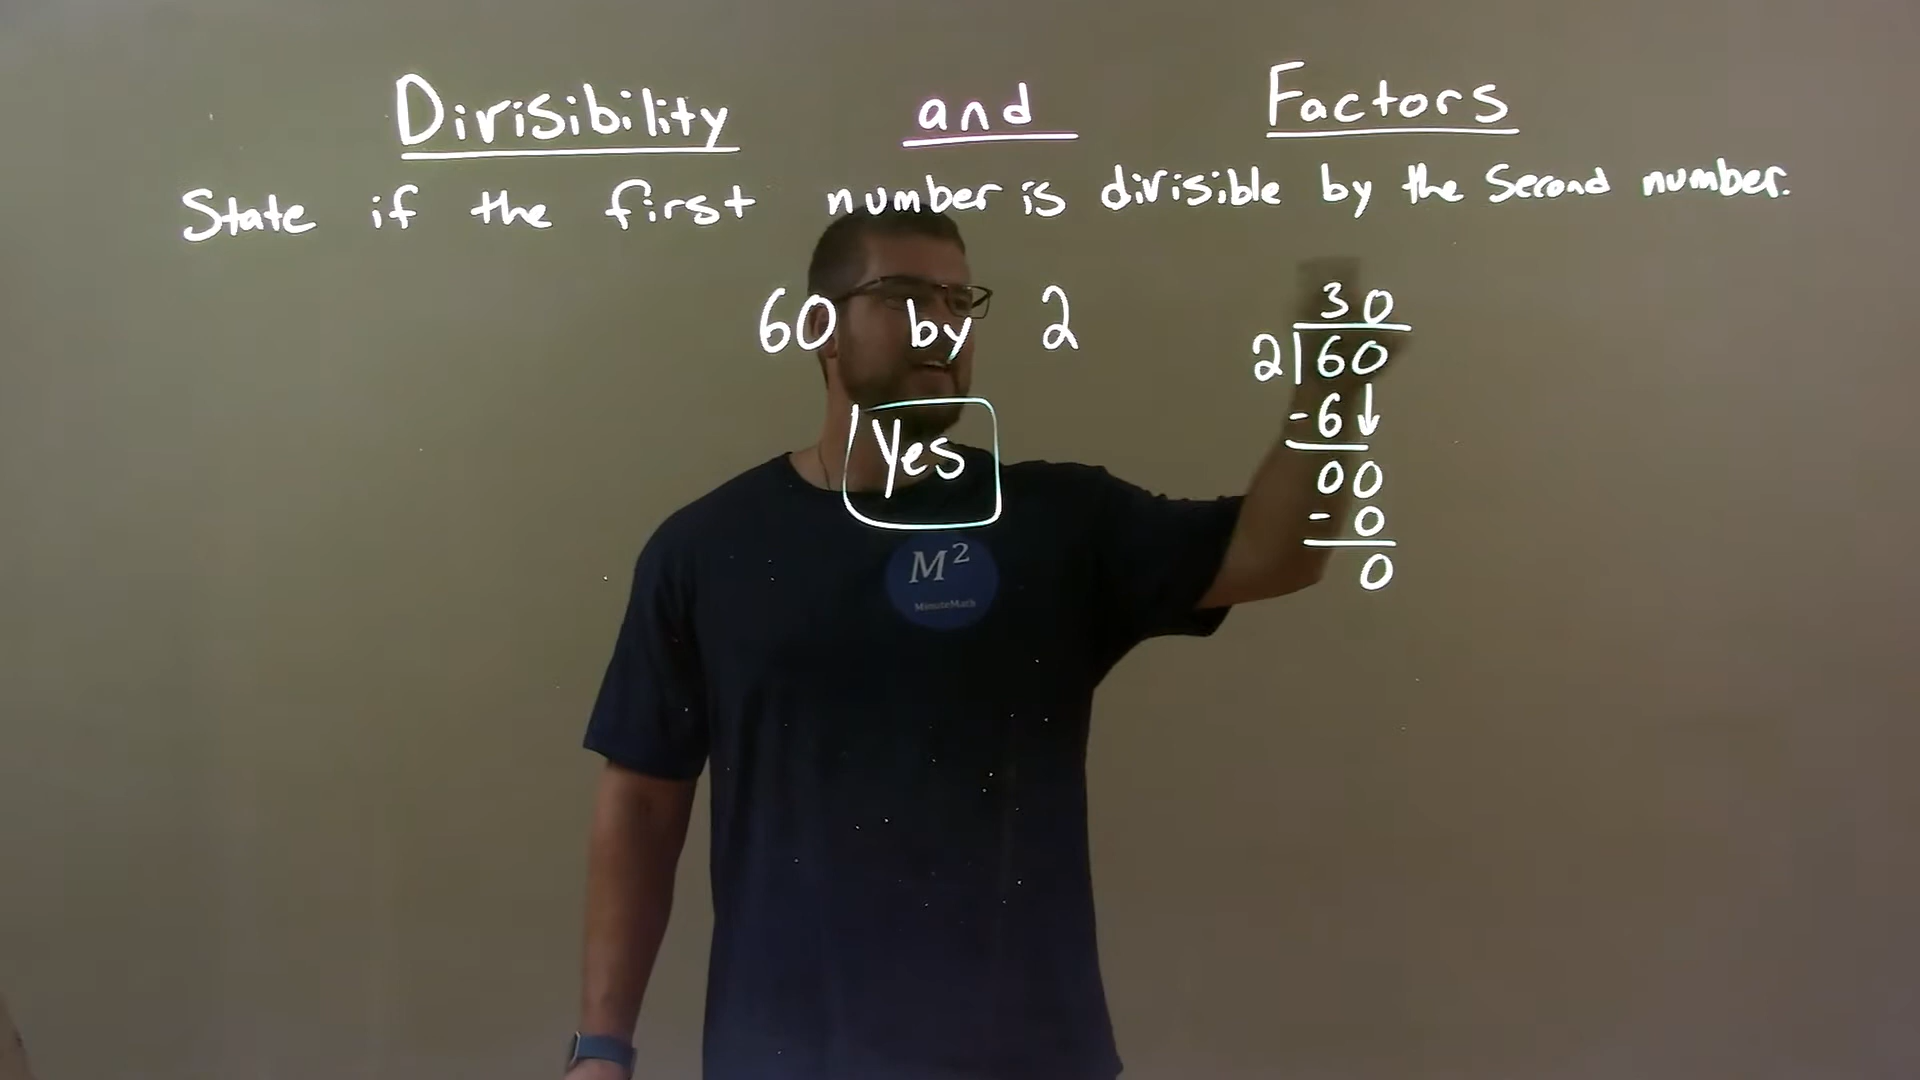 Divisibility and Factors
State if the first number is divisible by the second number.
60 by 2
Yes
30
2|60
-6↓
00
-0
0
M²
MinuteMath